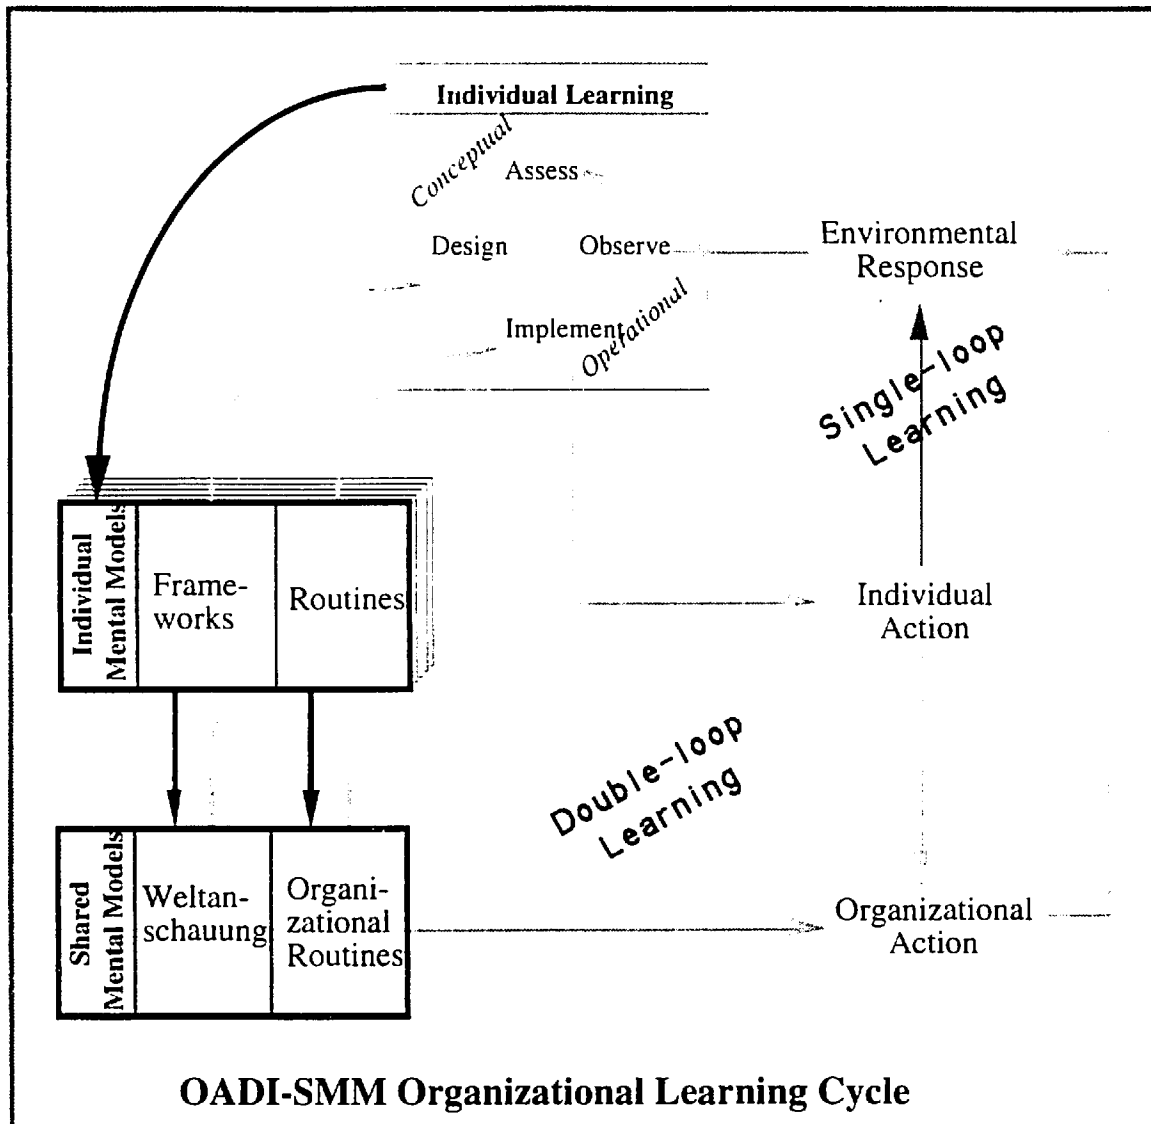 Individual Learning
Conceptual
Assess
Design
Observe
Implement
Operational
Environmental
Response
Single-loop
Learning
Individual
Mental Models
Frame-
works
Routines
Individual
Action
Double-loop
Learning
Shared
Mental Models
Weltan-
schauung
Organi-
zational
Routines
Organizational
Action
OADI-SMM Organizational Learning Cycle